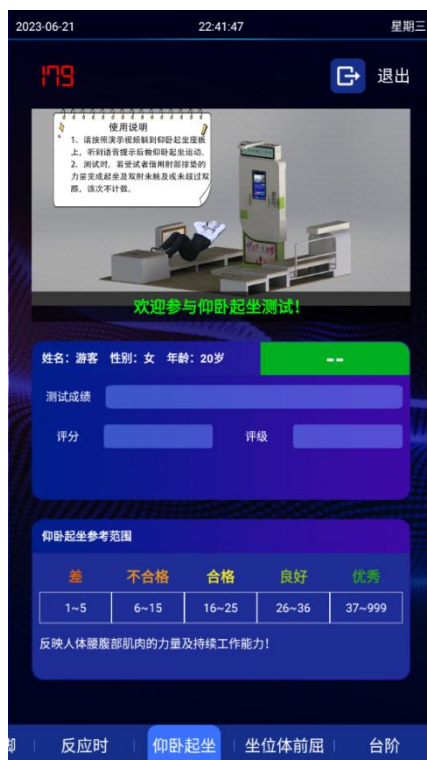 2023-06-21 22:41:47 星期三
179
退出
使用说明
1、请按照演示视频躺到仰卧起坐座板
上，听到语音提示后做仰卧起坐运动。
2、测试时，若受试者借用肘部撑垫的
力量完成起坐及双肘未触及或未超过双
膝，该次不计数。
欢迎参与仰卧起坐测试！
姓名：游客 性别：女 年龄：20岁 --
测试成绩
评分 评级
仰卧起坐参考范围
差 不合格 合格 良好 优秀
1~5 6~15 16~25 26~36 37~999
反映人体腰腹部肌肉的力量及持续工作能力！
反应时 仰卧起坐 坐位体前屈 台阶